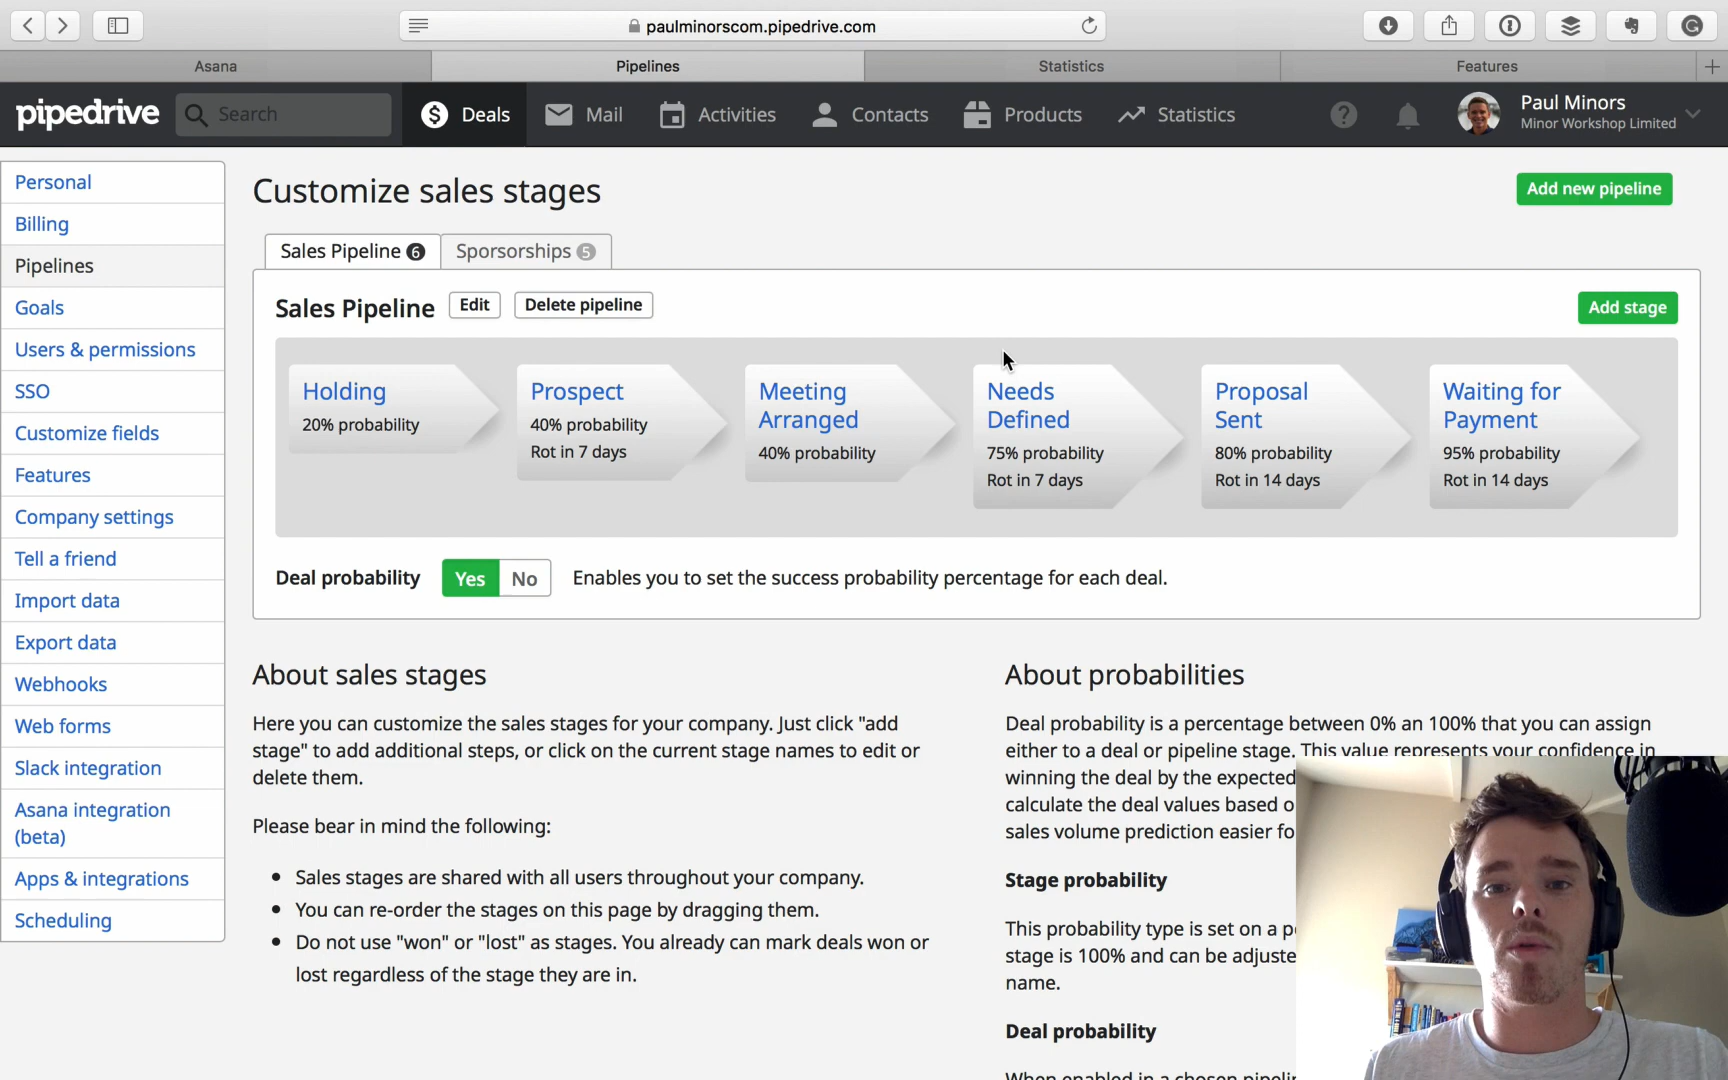 paulminorscom.pipedrive.com
Asana
Pipelines
Statistics
Features
pipedrive
Search
Deals
Mail
Activities
Contacts
Products
Statistics
Paul Minors
Minor Workshop Limited
Personal
Billing
Pipelines
Goals
Users & permissions
SSO
Customize fields
Features
Company settings
Tell a friend
Import data
Export data
Webhooks
Web forms
Slack integration
Asana integration
(beta)
Apps & integrations
Scheduling
Customize sales stages
Add new pipeline
Sales Pipeline 6
Sporsorships 5
Sales Pipeline
Edit
Delete pipeline
Add stage
Holding
20% probability
Prospect
40% probability
Rot in 7 days
Meeting
Arranged
40% probability
Needs
Defined
75% probability
Rot in 7 days
Proposal
Sent
80% probability
Rot in 14 days
Waiting for
Payment
95% probability
Rot in 14 days
Deal probability
Yes
No
Enables you to set the success probability percentage for each deal.
About sales stages
Here you can customize the sales stages for your company. Just click "add
stage" to add additional steps, or click on the current stage names to edit or
delete them.
Please bear in mind the following:
Sales stages are shared with all users throughout your company.
You can re-order the stages on this page by dragging them.
Do not use "won" or "lost" as stages. You already can mark deals won or
lost regardless of the stage they are in.
About probabilities
Deal probability is a percentage between 0% an 100% that you can assign
either to a deal or pipeline stage. This value represents your confidence in
winning the deal by the expected
calculate the deal values based o
sales volume prediction easier fo
Stage probability
This probability type is set on a p
stage is 100% and can be adjuste
name.
Deal probability
When enabled in a chosen pipelin